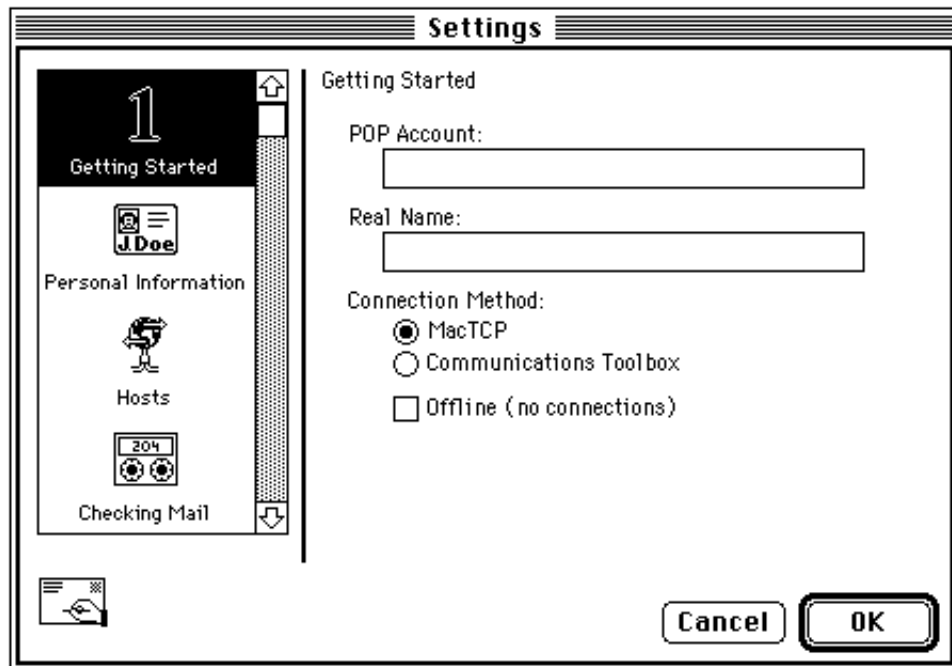 Settings
1
Getting Started
J.Doe
Personal Information
Hosts
204
Checking Mail
Getting Started
POP Account:
Real Name:
Connection Method:
MacTCP
Communications Toolbox
Offline (no connections)
Cancel
OK